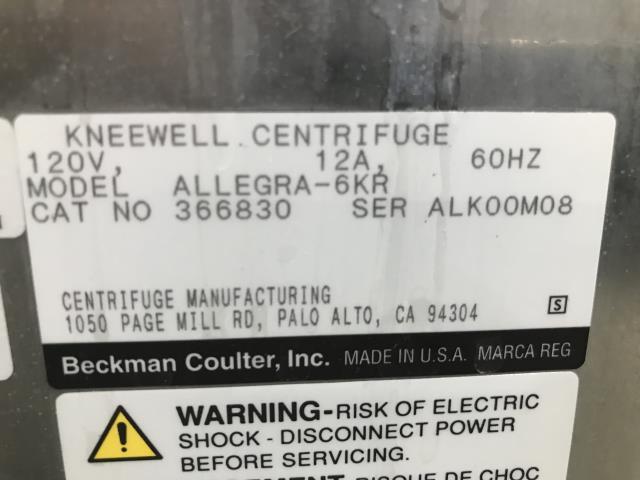 KNEEWELL CENTRIFUGE
120V, 12A, 60HZ
MODEL ALLEGRA-6KR
CAT NO 366830 SER ALK00M08
CENTRIFUGE MANUFACTURING
1050 PAGE MILL RD, PALO ALTO, CA 94304
S
Beckman Coulter, Inc. MADE IN U.S.A. MARCA REG
WARNING-RISK OF ELECTRIC
SHOCK - DISCONNECT POWER
BEFORE SERVICING.
RISQUE DE CHOC